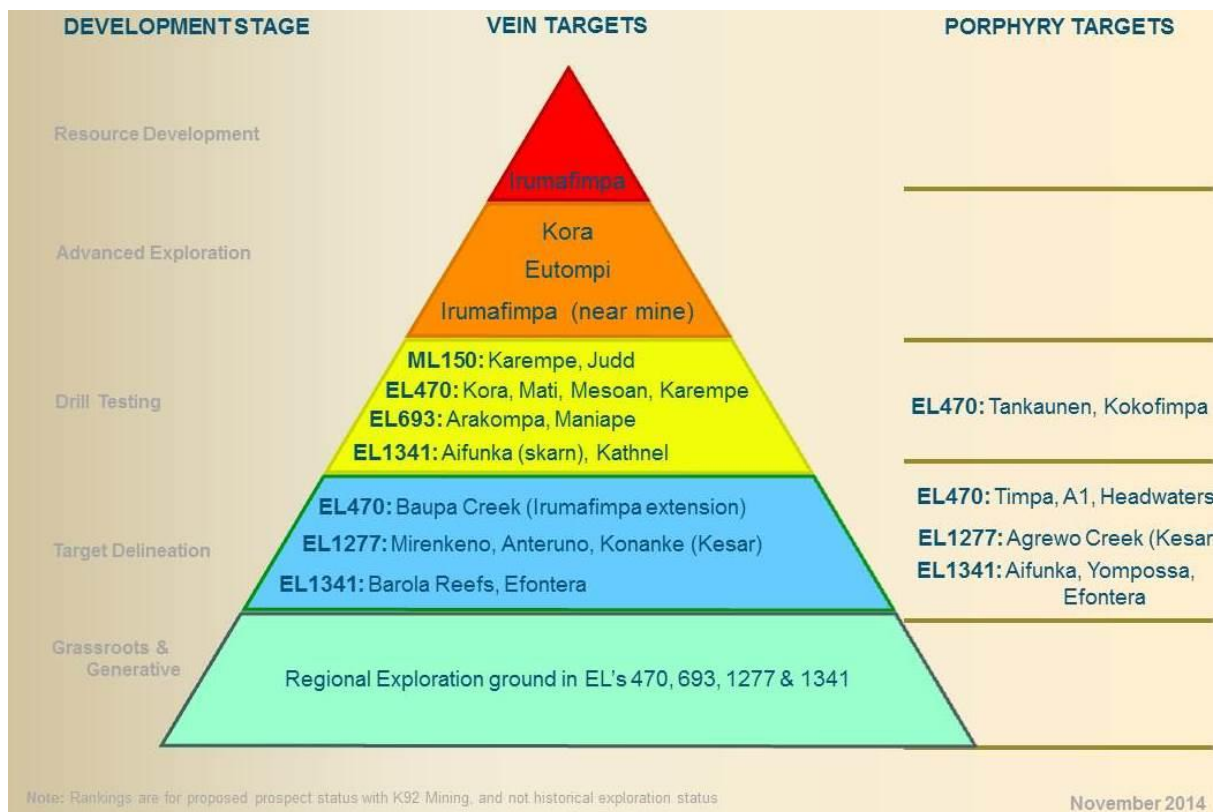 DEVELOPMENT STAGE
VEIN TARGETS
PORPHYRY TARGETS
Resource Development
Irumafimpa
Advanced Exploration
Kora
Eutompi
Irumafimpa (near mine)
Drill Testing
ML150: Karempe, Judd
EL470: Kora, Mati, Mesoan, Karempe
EL693: Arakompa, Maniape
EL1341: Aifunka (skarn), Kathnel
EL470: Tankaunen, Kokofimpa
Target Delineation
EL470: Baupa Creek (Irumafimpa extension)
EL1277: Mirenkeno, Anteruno, Konanke (Kesar)
EL1341: Barola Reefs, Efontera
EL470: Timpa, A1, Headwaters
EL1277: Agrewo Creek (Kesar
EL1341: Aifunka, Yompossa,
Efontera
Grassroots &
Generative
Regional Exploration ground in EL's 470, 693, 1277 & 1341
Note: Rankings are for proposed prospect status with K92 Mining, and not historical exploration status
November 2014